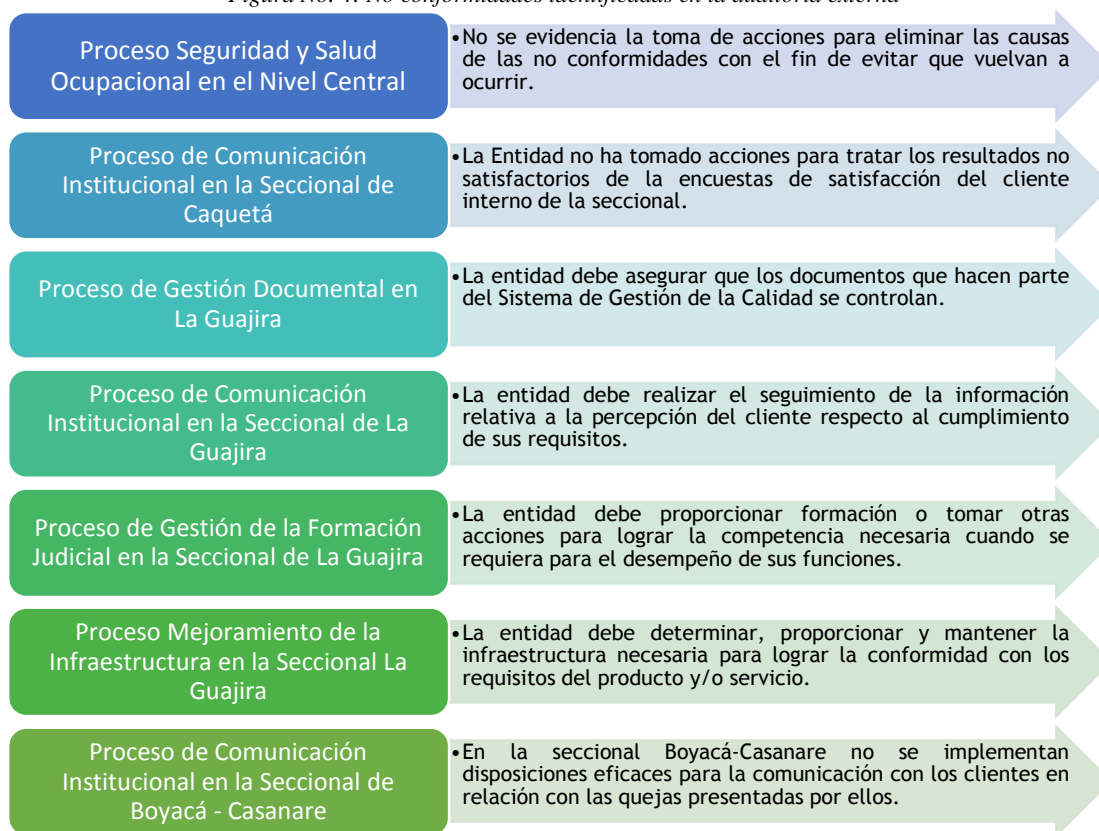 Figura No. 4. No conformidades identificadas en la auditoría externa
Proceso Seguridad y Salud
Ocupacional en el Nivel Central
•No se evidencia la toma de acciones para eliminar las causas
de las no conformidades con el fin de evitar que vuelvan a
ocurrir.
Proceso de Comunicación
Institucional en la Seccional de
Caquetá
•La Entidad no ha tomado acciones para tratar los resultados no
satisfactorios de la encuestas de satisfacción del cliente
interno de la seccional.
Proceso de Gestión Documental en
La Guajira
•La entidad debe asegurar que los documentos que hacen parte
del Sistema de Gestión de la Calidad se controlan.
Proceso de Comunicación
Institucional en la Seccional de La
Guajira
•La entidad debe realizar el seguimiento de la información
relativa a la percepción del cliente respecto al cumplimiento
de sus requisitos.
Proceso de Gestión de la Formación
Judicial en la Seccional de La Guajira
•La entidad debe proporcionar formación o tomar otras
acciones para lograr la competencia necesaria cuando se
requiera para el desempeño de sus funciones.
Proceso Mejoramiento de la
Infraestructura en la Seccional La
Guajira
•La entidad debe determinar, proporcionar y mantener la
infraestructura necesaria para lograr la conformidad con los
requisitos del producto y/o servicio.
Proceso de Comunicación
Institucional en la Seccional de
Boyacá - Casanare
•En la seccional Boyacá-Casanare no se implementan
disposiciones eficaces para la comunicación con los clientes en
relación con las quejas presentadas por ellos.